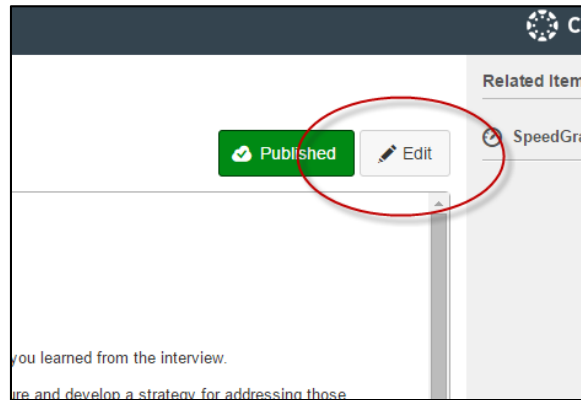 C
Related Item
Published
Edit
SpeedGra
you learned from the interview.
ure and develop a strategy for addressing those